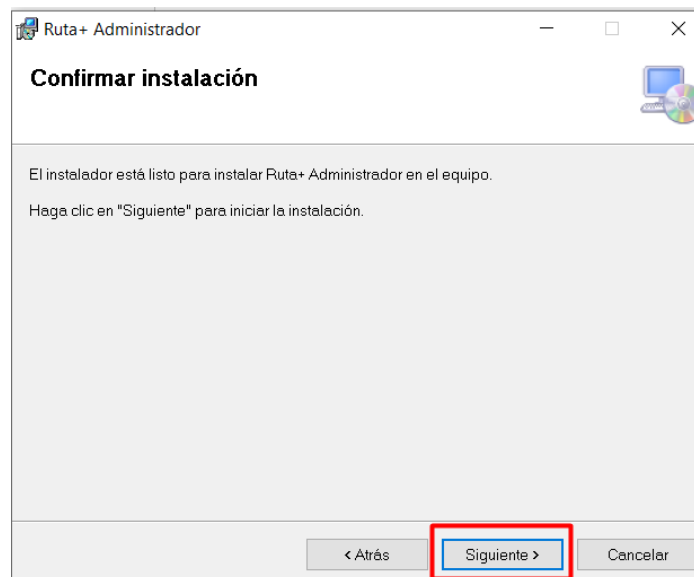 Ruta+ Administrador
Confirmar instalación
El instalador está listo para instalar Ruta+ Administrador en el equipo.
Haga clic en "Siguiente" para iniciar la instalación.
< Atrás
Siguiente >
Cancelar